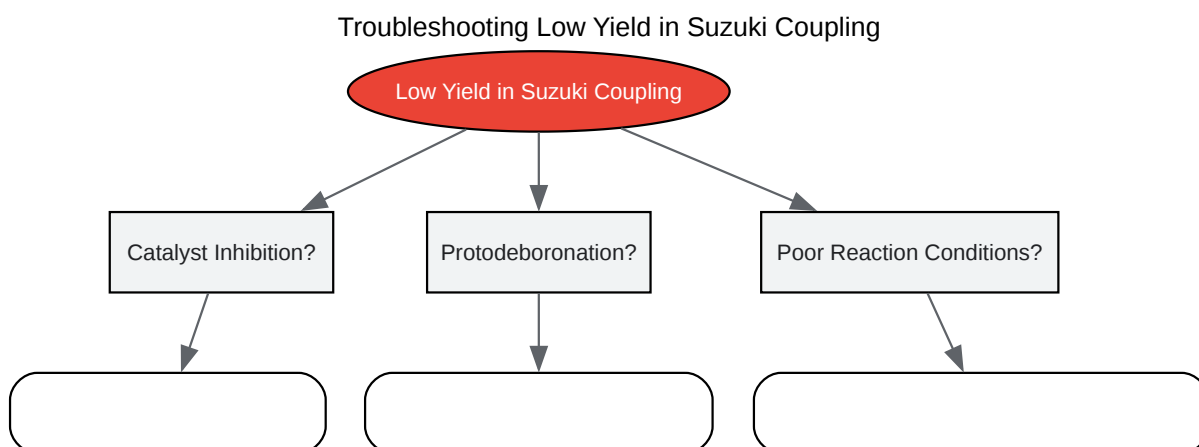 Troubleshooting Low Yield in Suzuki Coupling
Low Yield in Suzuki Coupling
Catalyst Inhibition?
Protodeboronation?
Poor Reaction Conditions?